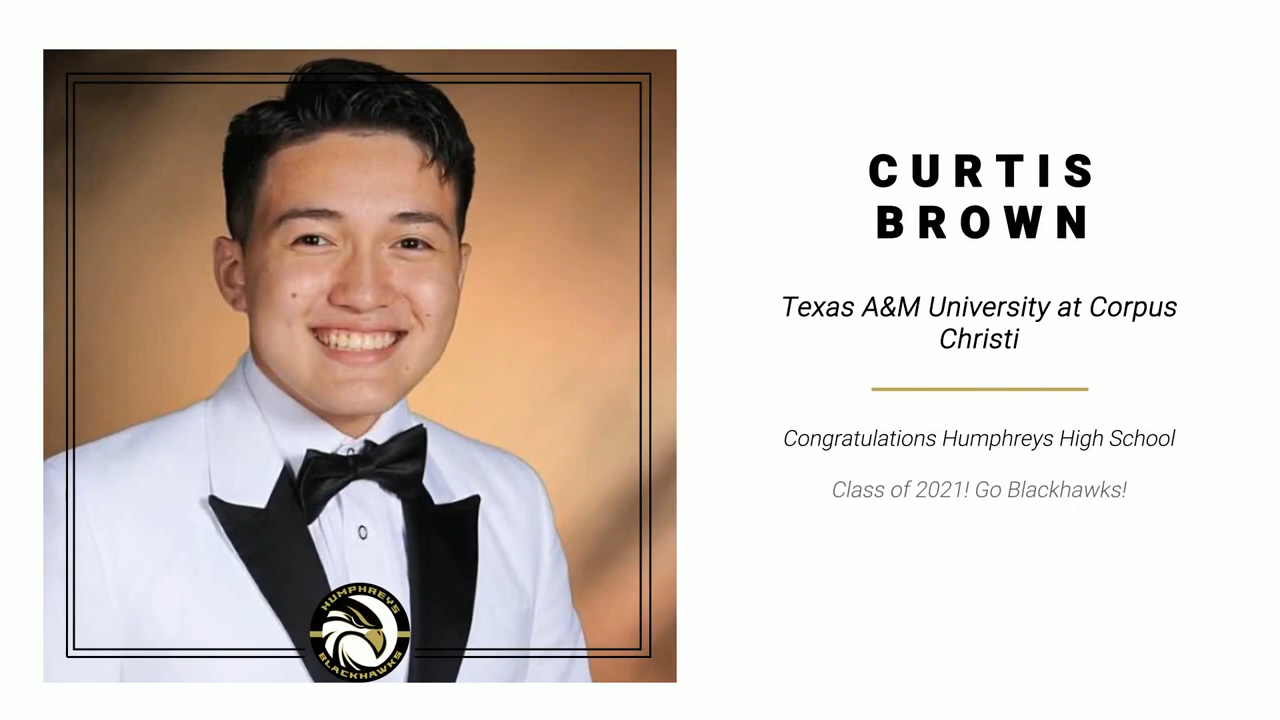 CURTIS
BROWN
Texas A&M University at Corpus
Christi
Congratulations Humphreys High School
Class of 2021! Go Blackhawks!
HUMPHREYS
BLACKHAWKS